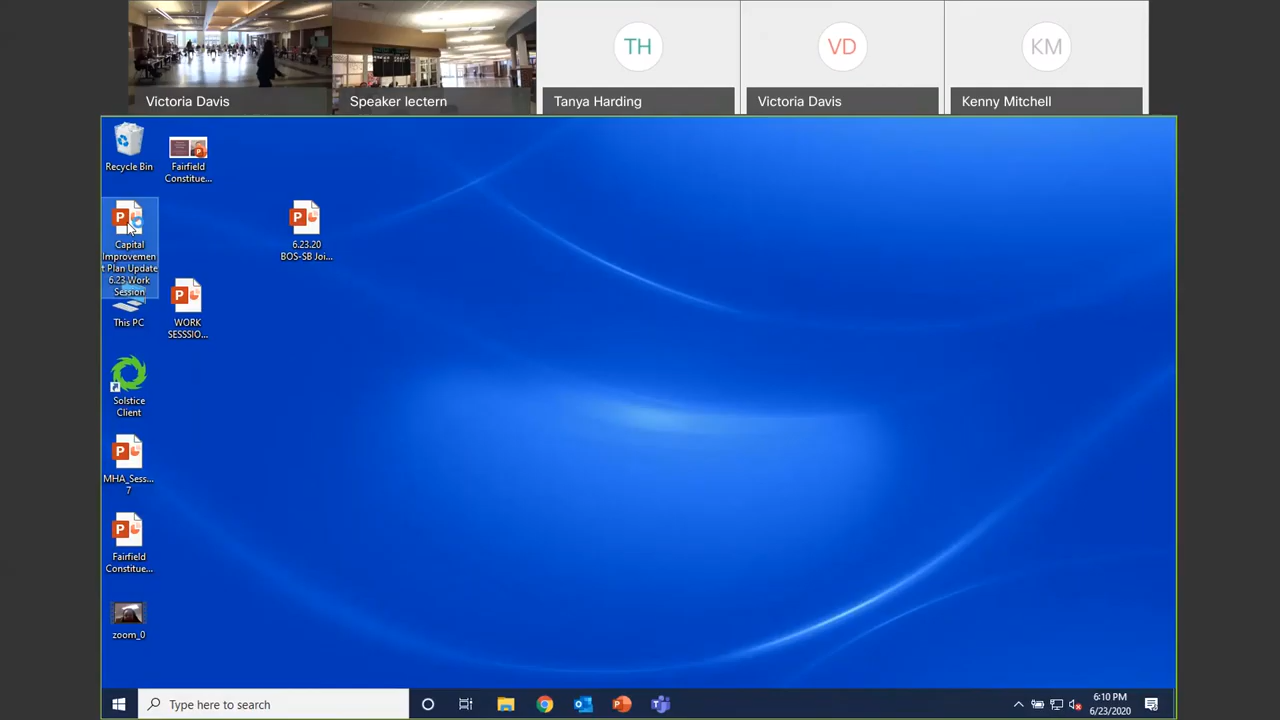 TH
VD
KM
Victoria Davis
Speaker lectern
Tanya Harding
Victoria Davis
Kenny Mitchell
Recycle Bin
Fairfield
Constitue...
Capital
Improvemen
t Plan Update
6.23 Work
Session
6.23.20
BOS-SB Joi...
This PC
WORK
SESSSIO...
Solstice
Client
MHA_Sess...
7
Fairfield
Constitue...
zoom_0
Type here to search
6:10 PM
6/23/2020